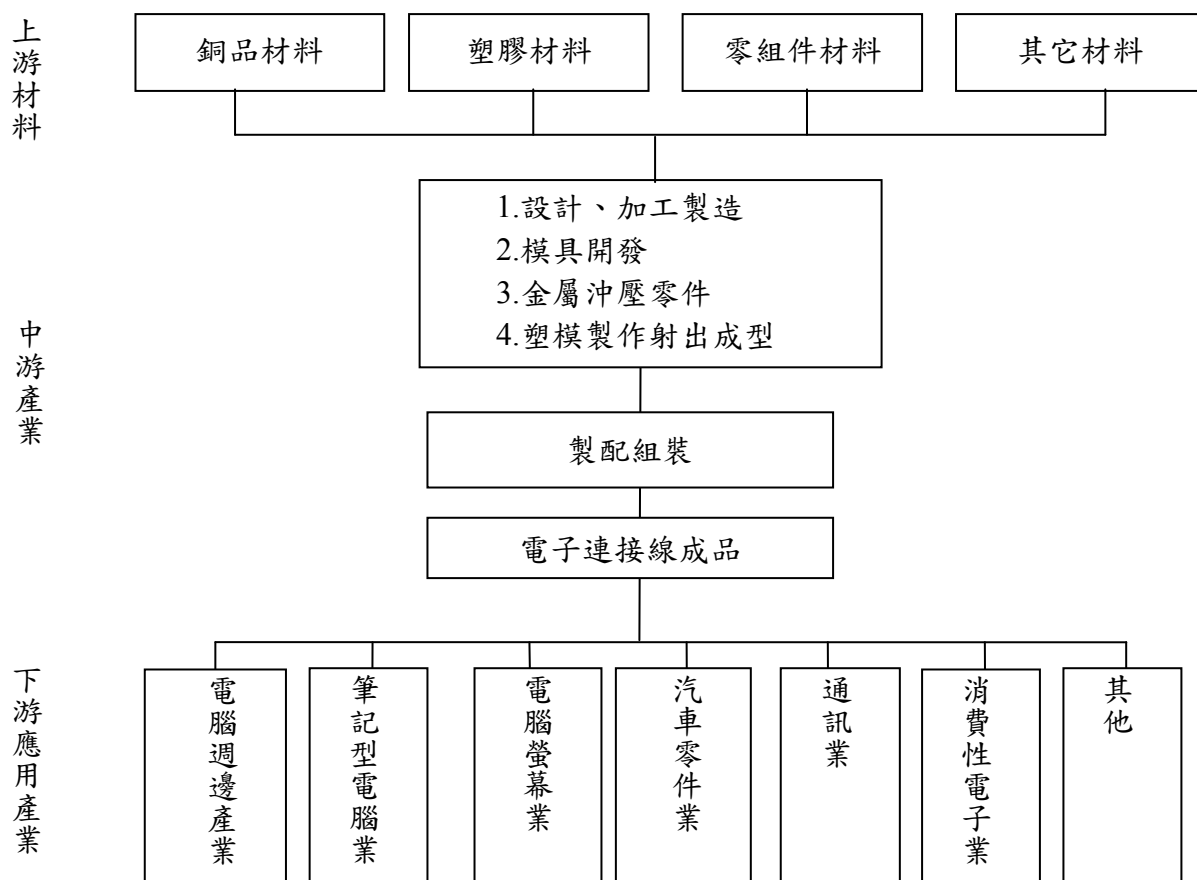 上游材料
銅品材料
塑膠材料
零組件材料
其它材料
中游產業
1.設計、加工製造
2.模具開發
3.金屬沖壓零件
4.塑模製作射出成型
製配組裝
電子連接線成品
下游應用產業
電腦週邊產業
筆記型電腦業
電腦螢幕業
汽車零件業
通訊業
消費性電子業
其他